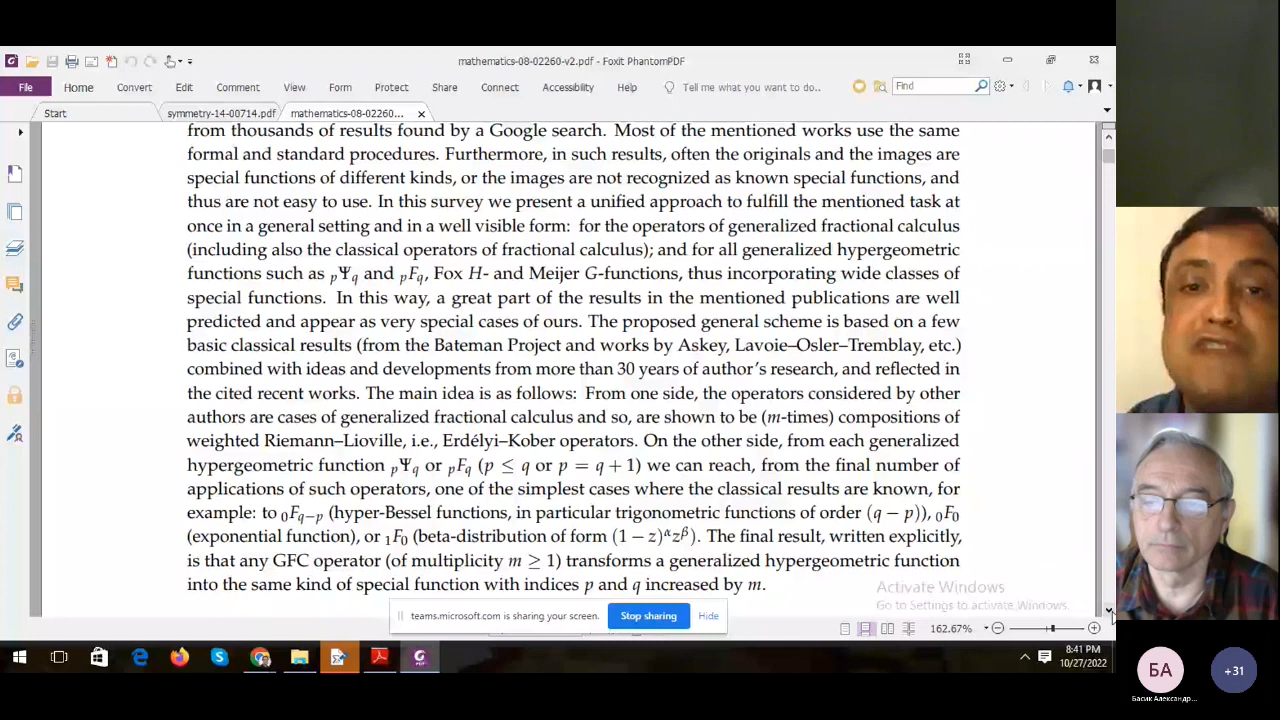 mathematics-08-02260-v2.pdf - Foxit PhantomPDF
File Home Convert Edit Comment View Form Protect Share Connect Accessibility Help Tell me what you want to do.. Find
Start symmetry-14-00714.pdf mathematics-08-02260...
from thousands of results found by a Google search. Most of the mentioned works use the same
formal and standard procedures. Furthermore, in such results, often the originals and the images are
special functions of different kinds, or the images are not recognized as known special functions, and
thus are not easy to use. In this survey we present a unified approach to fulfill the mentioned task at
once in a general setting and in a well visible form: for the operators of generalized fractional calculus
(including also the classical operators of fractional calculus); and for all generalized hypergeometric
functions such as ₚΨ_q and ₚF_q, Fox H- and Meijer G-functions, thus incorporating wide classes of
special functions. In this way, a great part of the results in the mentioned publications are well
predicted and appear as very special cases of ours. The proposed general scheme is based on a few
basic classical results (from the Bateman Project and works by Askey, Lavoie–Osler–Tremblay, etc.)
combined with ideas and developments from more than 30 years of author's research, and reflected in
the cited recent works. The main idea is as follows: From one side, the operators considered by other
authors are cases of generalized fractional calculus and so, are shown to be (m-times) compositions of
weighted Riemann–Lioville, i.e., Erdélyi–Kober operators. On the other side, from each generalized
hypergeometric function ₚΨ_q or ₚF_q (p ≤ q or p = q + 1) we can reach, from the final number of
applications of such operators, one of the simplest cases where the classical results are known, for
example: to ₀F_{q−p} (hyper-Bessel functions, in particular trigonometric functions of order (q − p)), ₀F₀
(exponential function), or ₁F₀ (beta-distribution of form (1 − z)^α z^β). The final result, written explicitly,
is that any GFC operator (of multiplicity m ≥ 1) transforms a generalized hypergeometric function
into the same kind of special function with indices p and q increased by m.
Activate Windows
Go to Settings to activate Windows.
teams.microsoft.com is sharing your screen. Stop sharing Hide
162.67%
8:41 PM
10/27/2022
БА
Басик Александр...
+31